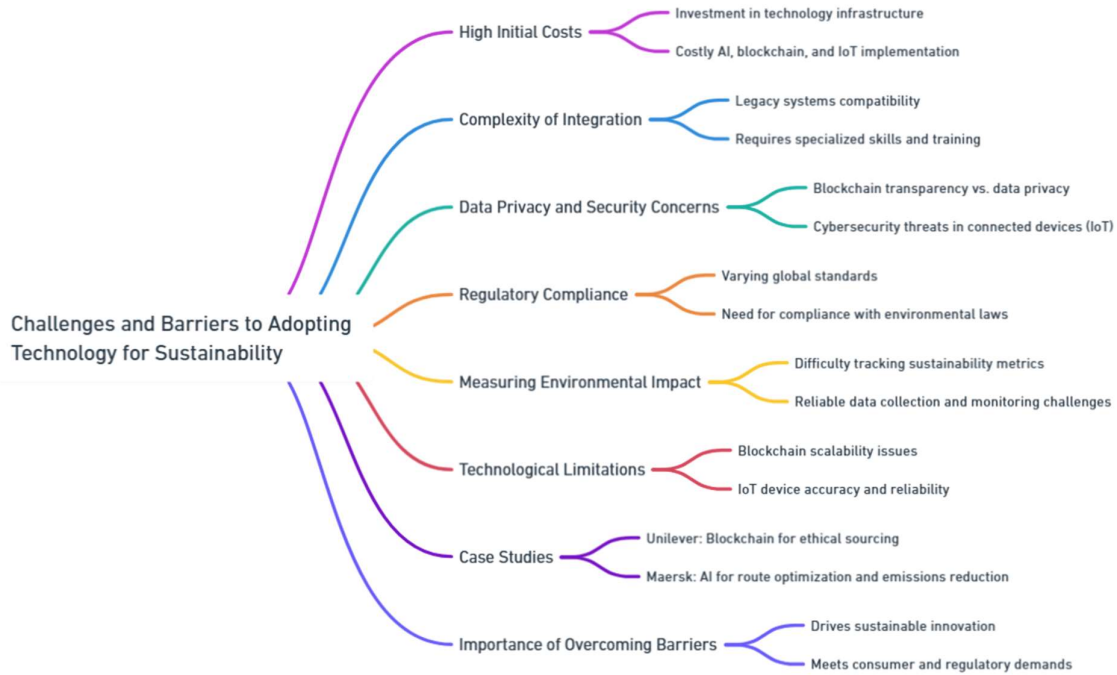 Challenges and Barriers to Adopting
Technology for Sustainability
High Initial Costs
Investment in technology infrastructure
Costly AI, blockchain, and IoT implementation
Complexity of Integration
Legacy systems compatibility
Requires specialized skills and training
Data Privacy and Security Concerns
Blockchain transparency vs. data privacy
Cybersecurity threats in connected devices (IoT)
Regulatory Compliance
Varying global standards
Need for compliance with environmental laws
Measuring Environmental Impact
Difficulty tracking sustainability metrics
Reliable data collection and monitoring challenges
Technological Limitations
Blockchain scalability issues
IoT device accuracy and reliability
Case Studies
Unilever: Blockchain for ethical sourcing
Maersk: AI for route optimization and emissions reduction
Importance of Overcoming Barriers
Drives sustainable innovation
Meets consumer and regulatory demands